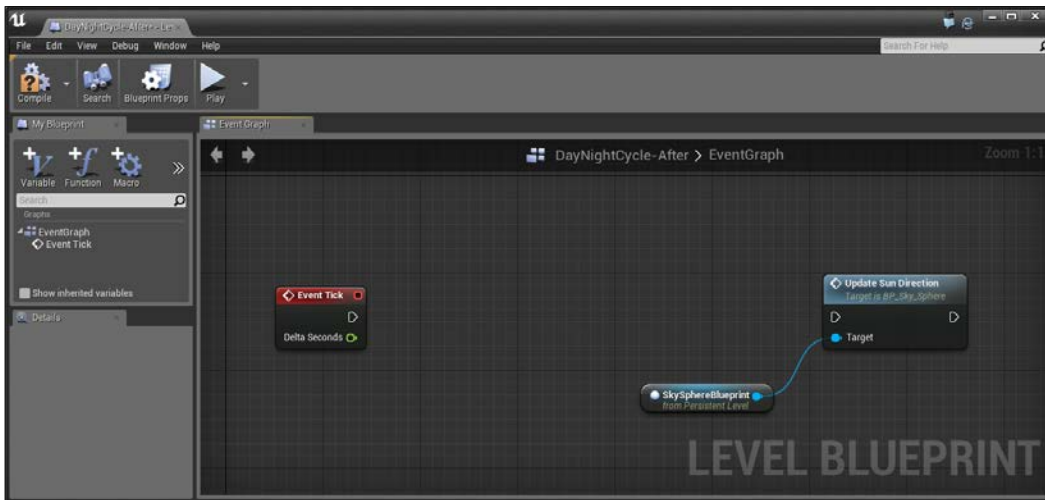 DayNightCycle-After - Le
File Edit View Debug Window Help
Search For Help
Compile Search Blueprint Props Play
My Blueprint
Event Graph
Variable Function Macro
DayNightCycle-After > EventGraph
Zoom 1:1
Search
Graphs
EventGraph
Event Tick
Show inherited variables
Details
Event Tick
Delta Seconds
Update Sun Direction
Target is BP_Sky_Sphere
Target
SkySphereBlueprint
from Persistent Level
LEVEL BLUEPRINT